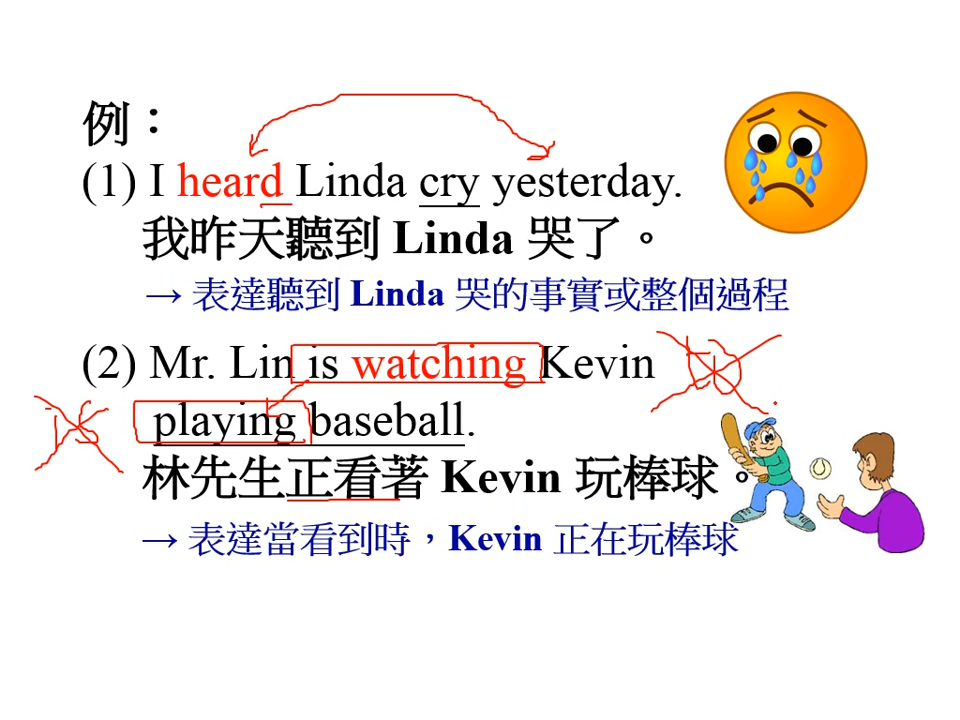 例：
(1) I heard Linda cry yesterday.
我昨天聽到 Linda 哭了。
→ 表達聽到 Linda 哭的事實或整個過程
(2) Mr. Lin is watching Kevin
playing baseball.
林先生正看著 Kevin 玩棒球。
→ 表達當看到時，Kevin 正在玩棒球